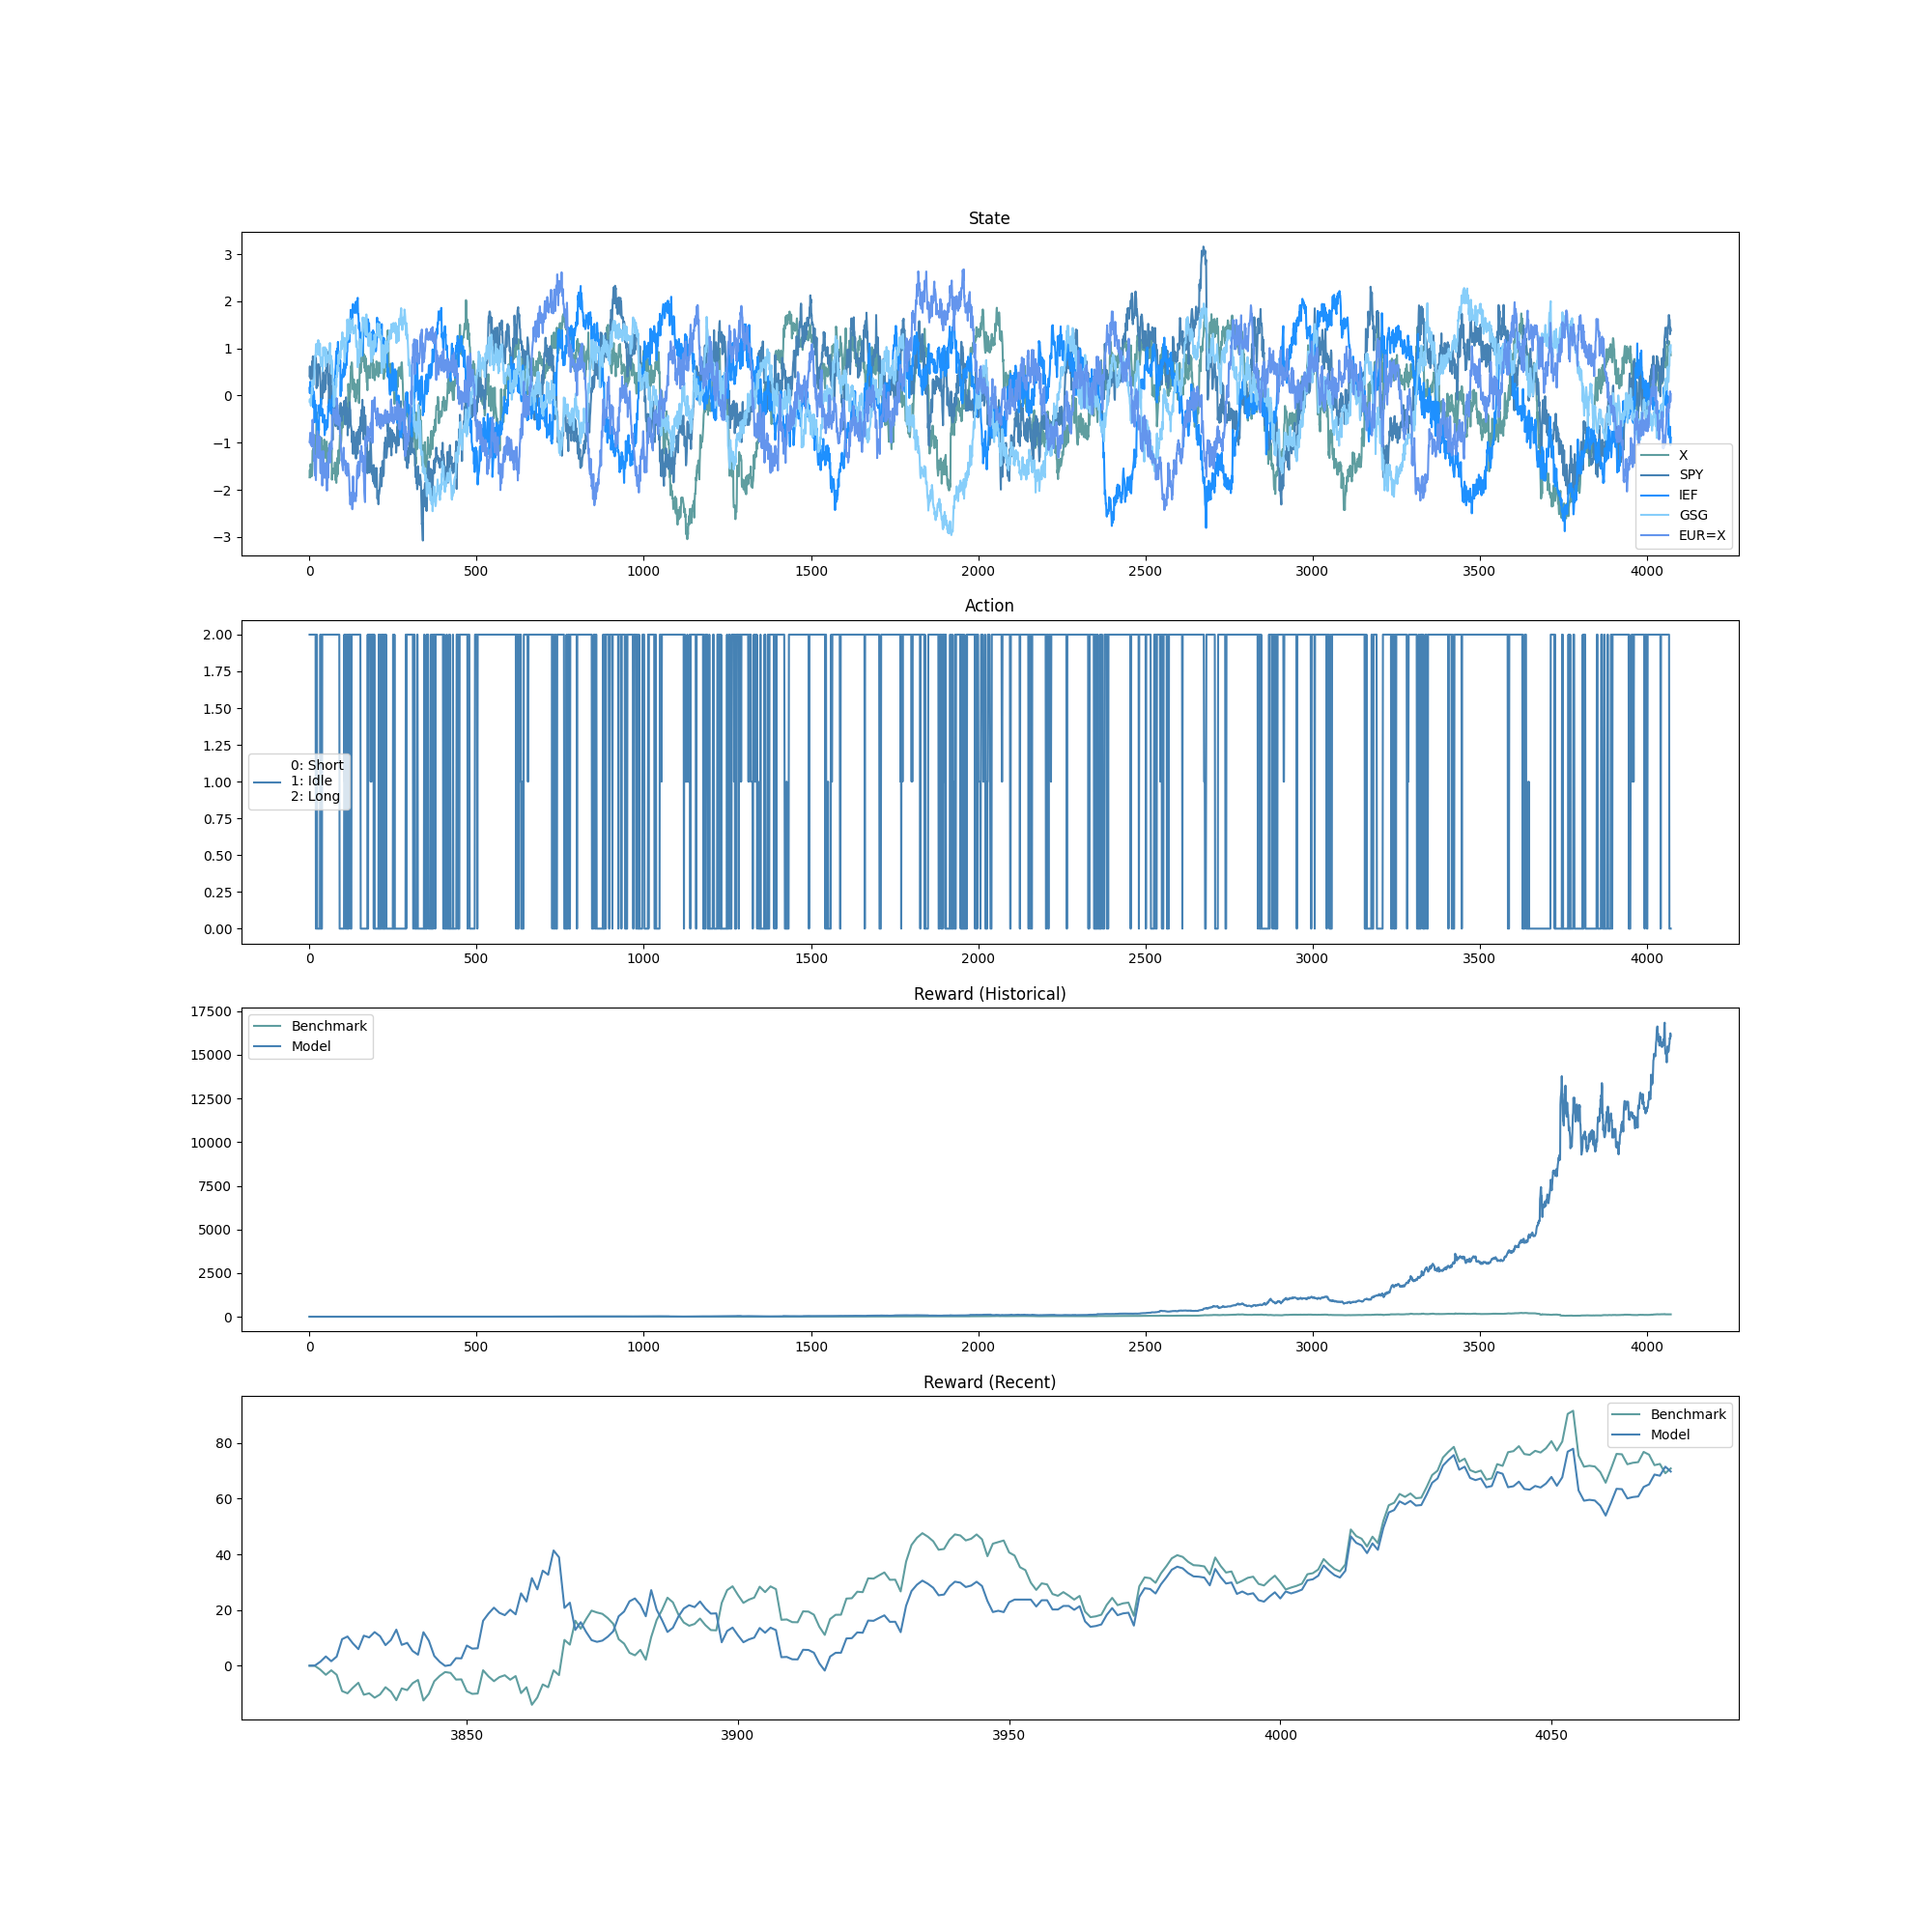 State
3
2
1
0
−1
−2
−3
X
SPY
IEF
GSG
EUR=X
0 500 1000 1500 2000 2500 3000 3500 4000
Action
2.00
1.75
1.50
1.25
1.00
0.75
0.50
0.25
0.00
0: Short
1: Idle
2: Long
0 500 1000 1500 2000 2500 3000 3500 4000
Reward (Historical)
17500
15000
12500
10000
7500
5000
2500
0
Benchmark
Model
0 500 1000 1500 2000 2500 3000 3500 4000
Reward (Recent)
80
60
40
20
0
Benchmark
Model
3850 3900 3950 4000 4050